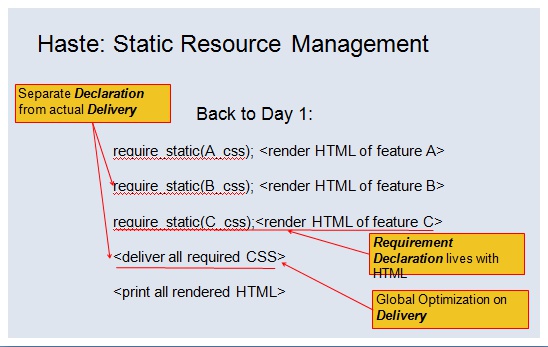 Haste: Static Resource Management
Separate Declaration
from actual Delivery
Back to Day 1:
require_static(A_css); <render HTML of feature A>
require_static(B_css); <render HTML of feature B>
require_static(C_css);<render HTML of feature C>
Requirement
Declaration lives with
HTML
<deliver all required CSS>
Global Optimization on
Delivery
<print all rendered HTML>